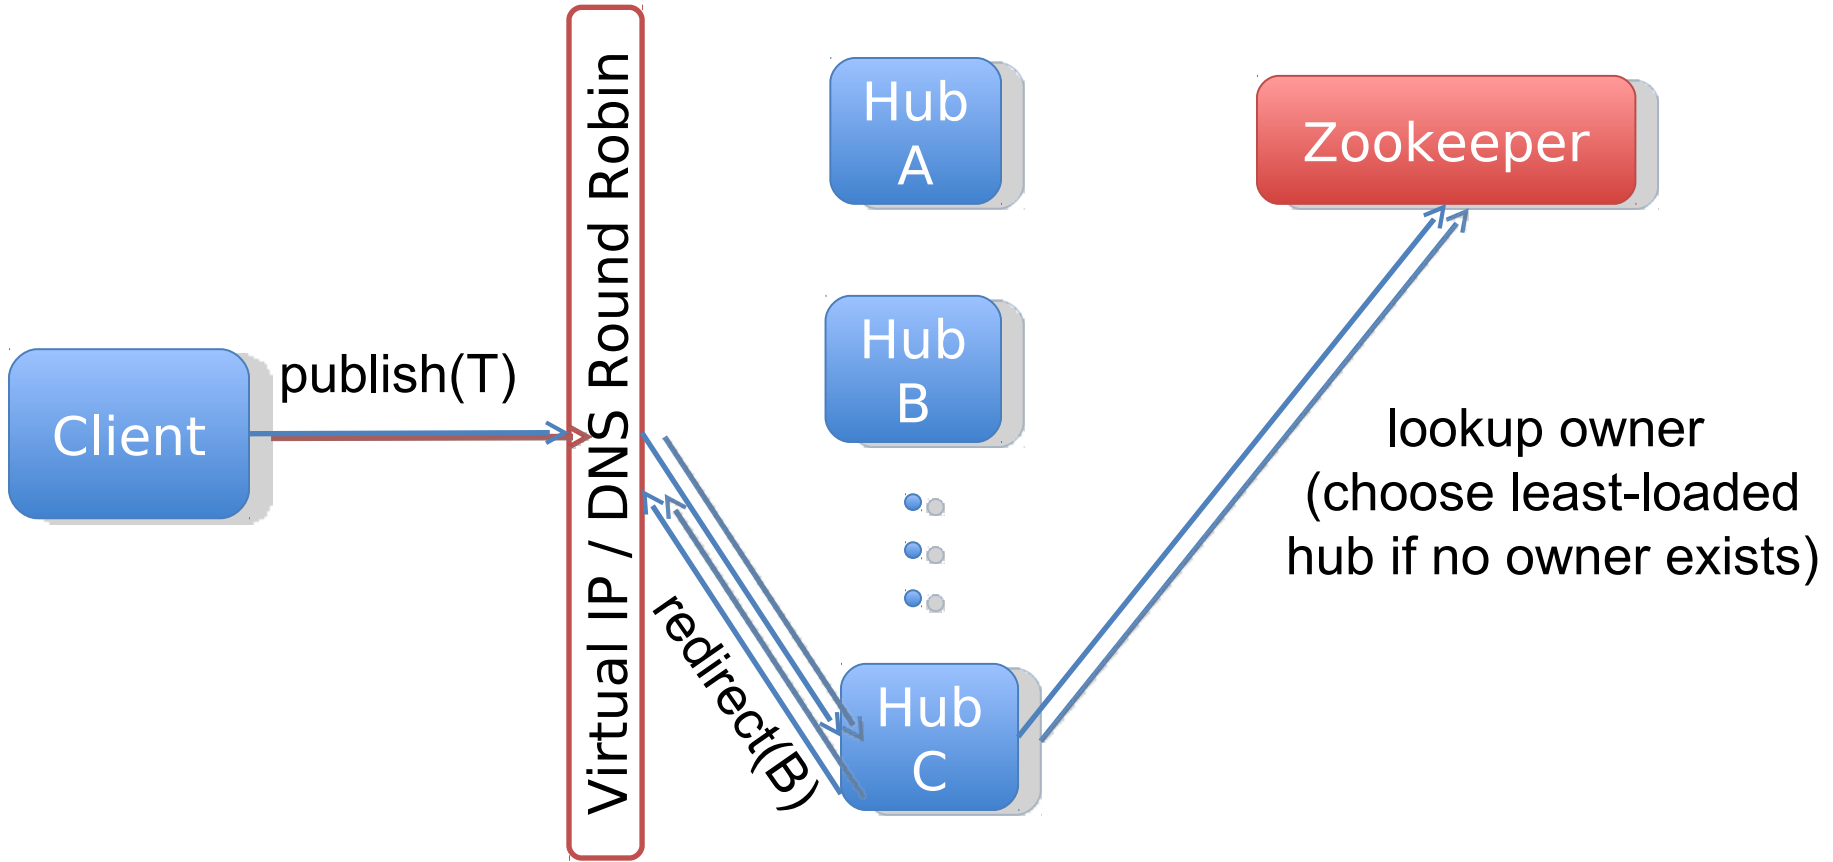 Client
publish(T)
Virtual IP / DNS Round Robin
Hub
A
Hub
B
Hub
C
redirect(B)
Zookeeper
lookup owner
(choose least-loaded
hub if no owner exists)